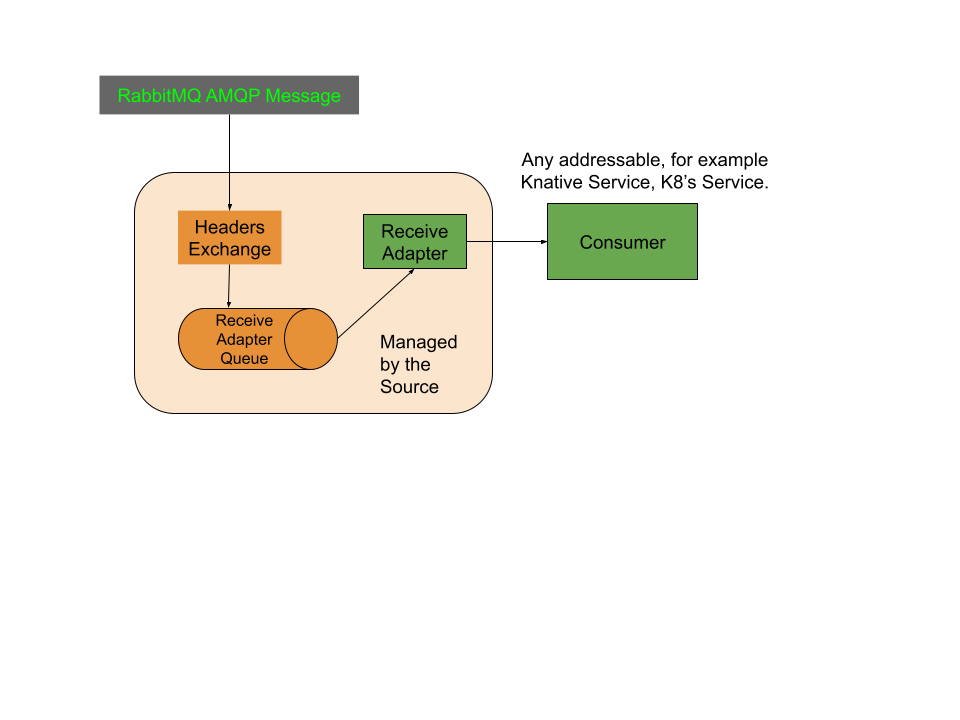 RabbitMQ AMQP Message
Any addressable, for example
Knative Service, K8’s Service.
Headers
Exchange
Receive
Adapter
Consumer
Receive
Adapter
Queue
Managed
by the
Source